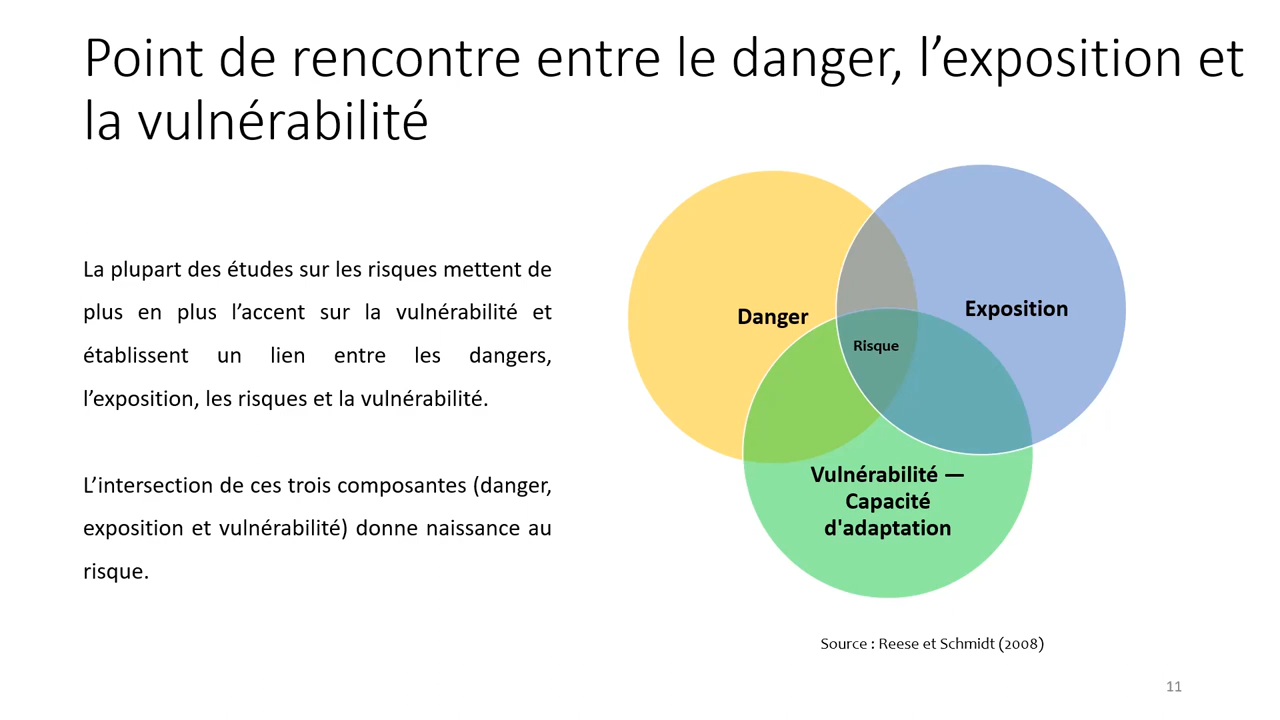 Point de rencontre entre le danger, l’exposition et
la vulnérabilité
La plupart des études sur les risques mettent de
plus en plus l’accent sur la vulnérabilité et
établissent un lien entre les dangers,
l’exposition, les risques et la vulnérabilité.
L’intersection de ces trois composantes (danger,
exposition et vulnérabilité) donne naissance au
risque.
Danger
Exposition
Risque
Vulnérabilité —
Capacité
d'adaptation
Source : Reese et Schmidt (2008)
11